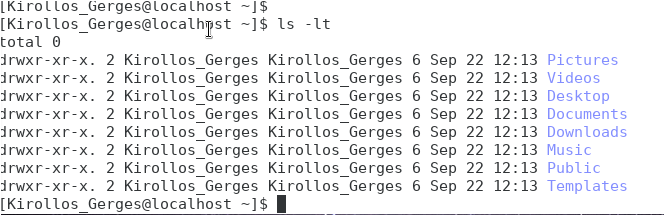 [Kirollos_Gerges@localhost ~]$
[Kirollos_Gerges@localhost ~]$ ls -lt
total 0
drwxr-xr-x. 2 Kirollos_Gerges Kirollos_Gerges 6 Sep 22 12:13 Pictures
drwxr-xr-x. 2 Kirollos_Gerges Kirollos_Gerges 6 Sep 22 12:13 Videos
drwxr-xr-x. 2 Kirollos_Gerges Kirollos_Gerges 6 Sep 22 12:13 Desktop
drwxr-xr-x. 2 Kirollos_Gerges Kirollos_Gerges 6 Sep 22 12:13 Documents
drwxr-xr-x. 2 Kirollos_Gerges Kirollos_Gerges 6 Sep 22 12:13 Downloads
drwxr-xr-x. 2 Kirollos_Gerges Kirollos_Gerges 6 Sep 22 12:13 Music
drwxr-xr-x. 2 Kirollos_Gerges Kirollos_Gerges 6 Sep 22 12:13 Public
drwxr-xr-x. 2 Kirollos_Gerges Kirollos_Gerges 6 Sep 22 12:13 Templates
[Kirollos_Gerges@localhost ~]$